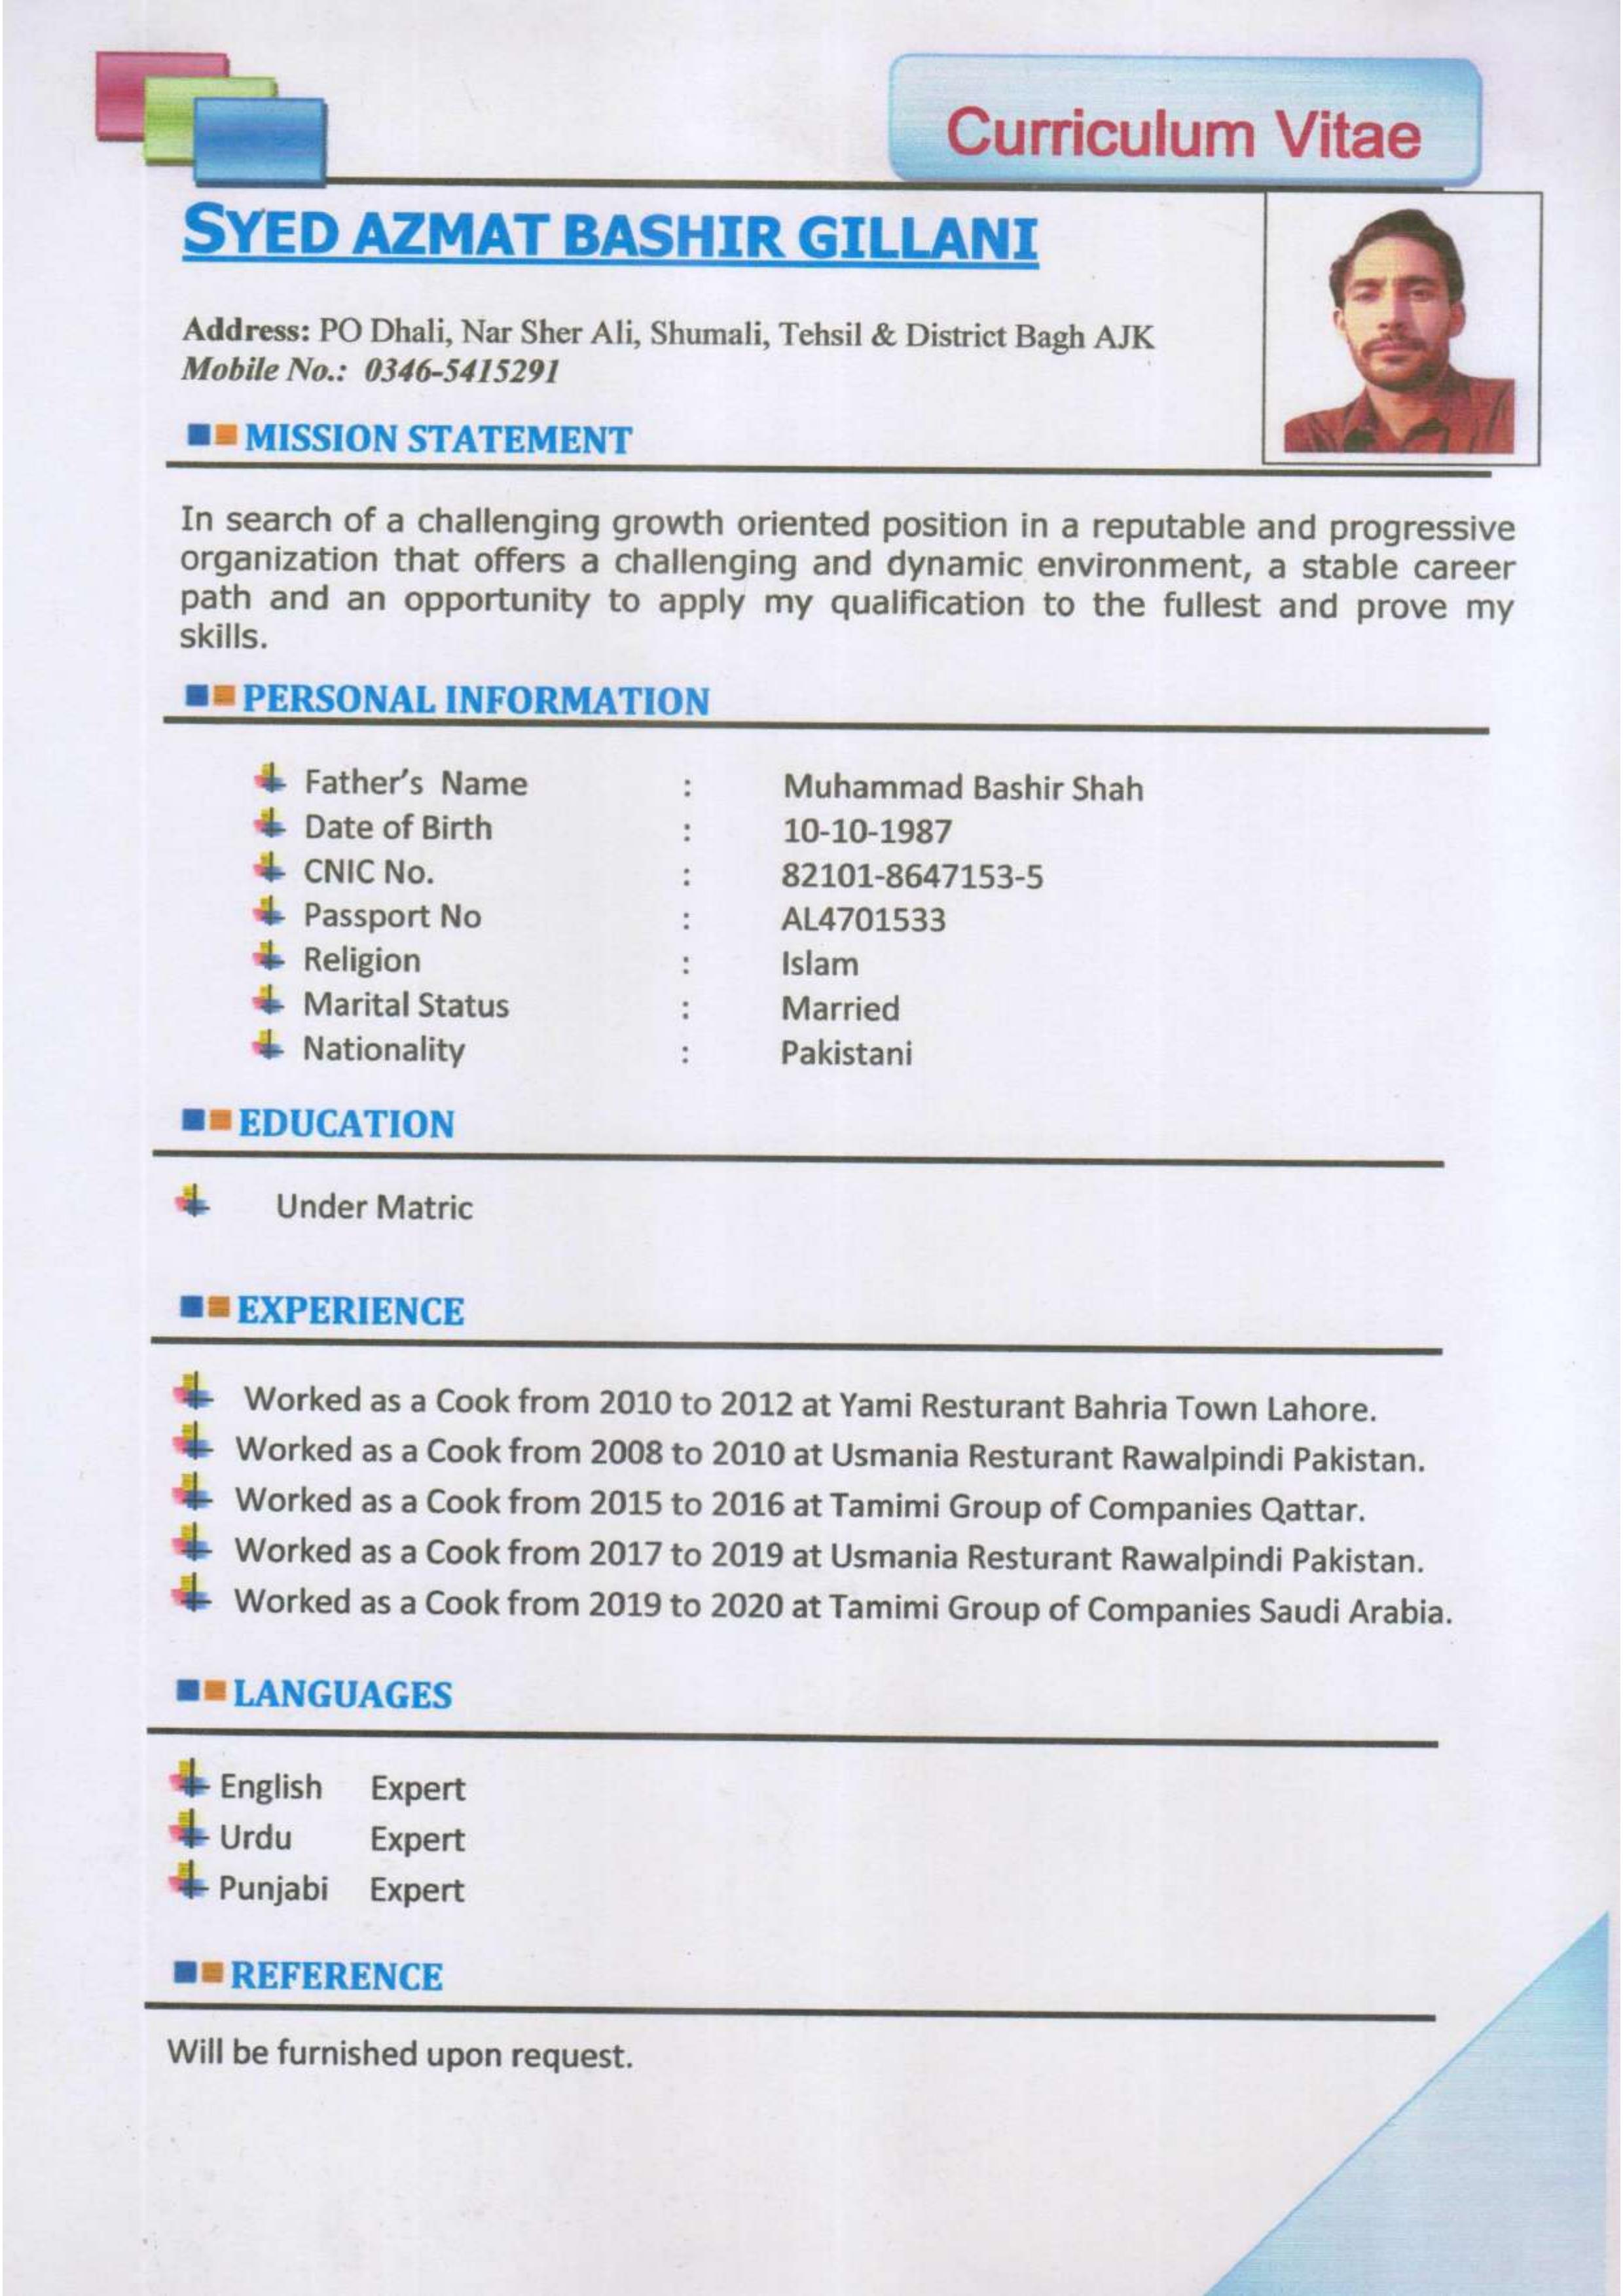 Curriculum Vitae
SYED AZMAT BASHIR GILLANI
Address: PO Dhali, Nar Sher Ali, Shumali, Tehsil & District Bagh AJK
Mobile No.: 0346-5415291
MISSION STATEMENT
In search of a challenging growth oriented position in a reputable and progressive
organization that offers a challenging and dynamic environment, a stable career
path and an opportunity to apply my qualification to the fullest and prove my
skills.
PERSONAL INFORMATION
Father's Name : Muhammad Bashir Shah
Date of Birth : 10-10-1987
CNIC No. : 82101-8647153-5
Passport No : AL4701533
Religion : Islam
Marital Status : Married
Nationality : Pakistani
EDUCATION
Under Matric
EXPERIENCE
Worked as a Cook from 2010 to 2012 at Yami Resturant Bahria Town Lahore.
Worked as a Cook from 2008 to 2010 at Usmania Resturant Rawalpindi Pakistan.
Worked as a Cook from 2015 to 2016 at Tamimi Group of Companies Qattar.
Worked as a Cook from 2017 to 2019 at Usmania Resturant Rawalpindi Pakistan.
Worked as a Cook from 2019 to 2020 at Tamimi Group of Companies Saudi Arabia.
LANGUAGES
English Expert
Urdu Expert
Punjabi Expert
REFERENCE
Will be furnished upon request.